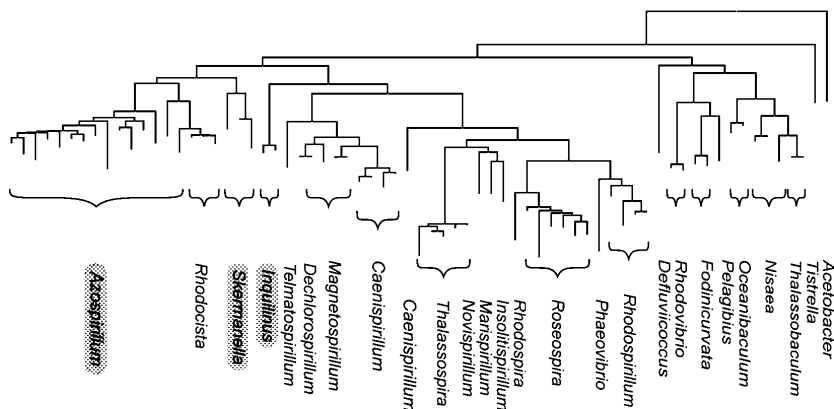 Azospirillum
Rhodocista
Skermanella
Inquilinus
Telmatospirillum
Dechlorospirillum
Magnetospirillum
Caenispirillum
Caenispirillum
Thalassospira
Novispirillum
Marispirillum
Insolitispirillum
Rhodospira
Roseospira
Phaeovibrio
Rhodospirillum
Defluviicoccus
Rhodovibrio
Fodinicurvata
Pelagibius
Oceanibaculum
Nisaea
Thalassobaculum
Tistrella
Acetobacter